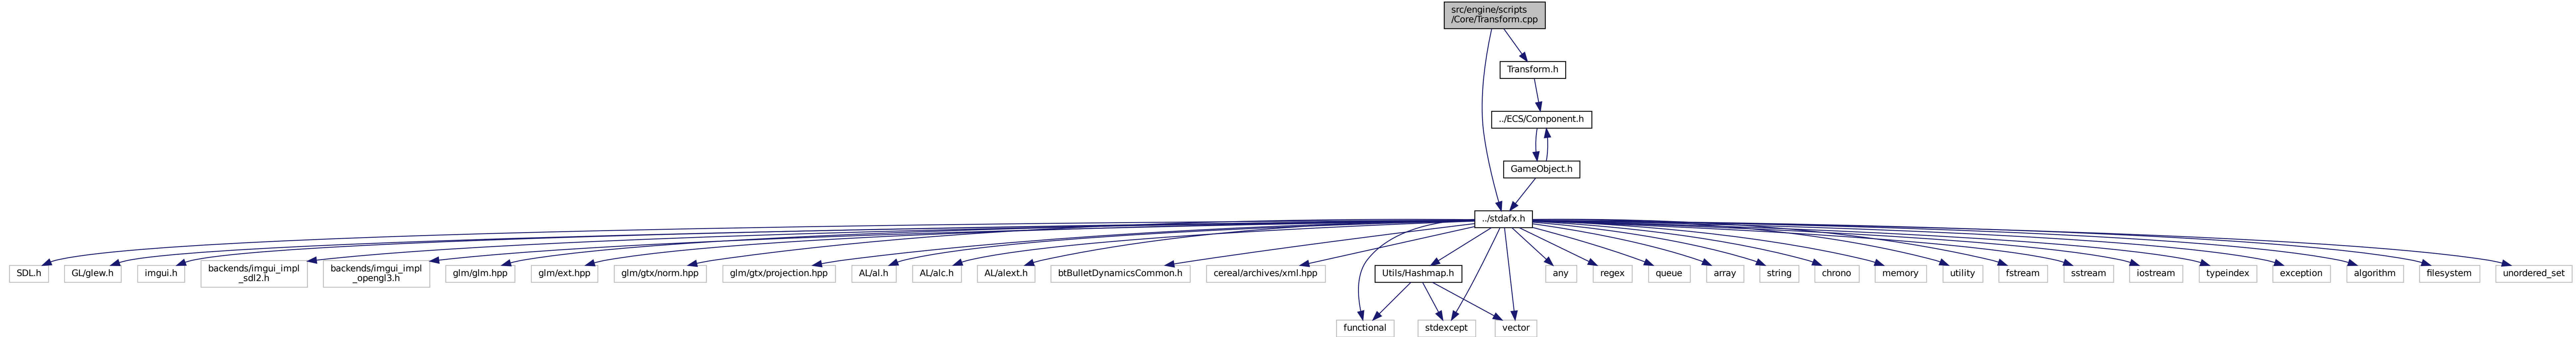 src/engine/scripts
/Core/Transform.cpp
Transform.h
../ECS/Component.h
GameObject.h
../stdafx.h
SDL.h
GL/glew.h
imgui.h
backends/imgui_impl
_sdl2.h
backends/imgui_impl
_opengl3.h
glm/glm.hpp
glm/ext.hpp
glm/gtx/norm.hpp
glm/gtx/projection.hpp
AL/al.h
AL/alc.h
AL/alext.h
btBulletDynamicsCommon.h
cereal/archives/xml.hpp
Utils/Hashmap.h
any
regex
queue
array
string
chrono
memory
utility
fstream
sstream
iostream
typeindex
exception
algorithm
filesystem
unordered_set
functional
stdexcept
vector